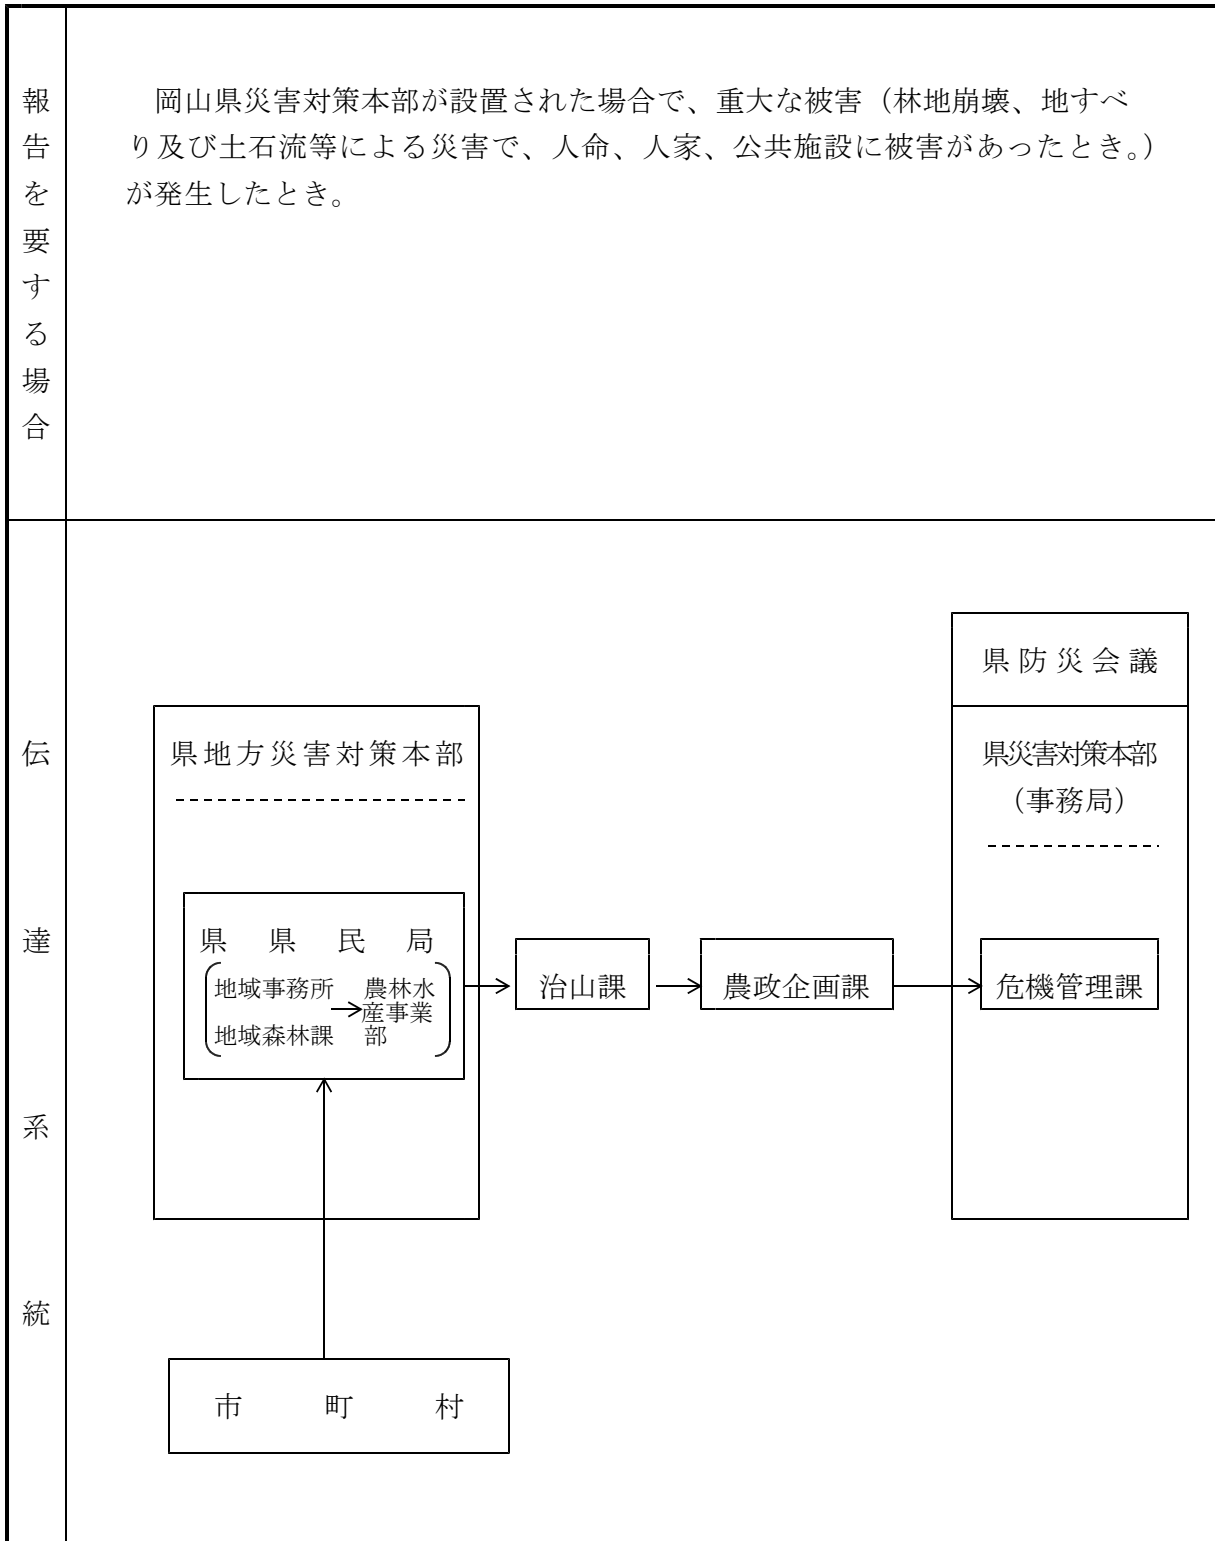 報告を要する場合
岡山県災害対策本部が設置された場合で、重大な被害（林地崩壊、地すべ
り及び土石流等による災害で、人命、人家、公共施設に被害があったとき。）
が発生したとき。
伝達系統
県防災会議
県地方災害対策本部
県災害対策本部
（事務局）
県県民局
地域事務所
地域森林課
農林水
産事業
部
治山課
農政企画課
危機管理課
市町村